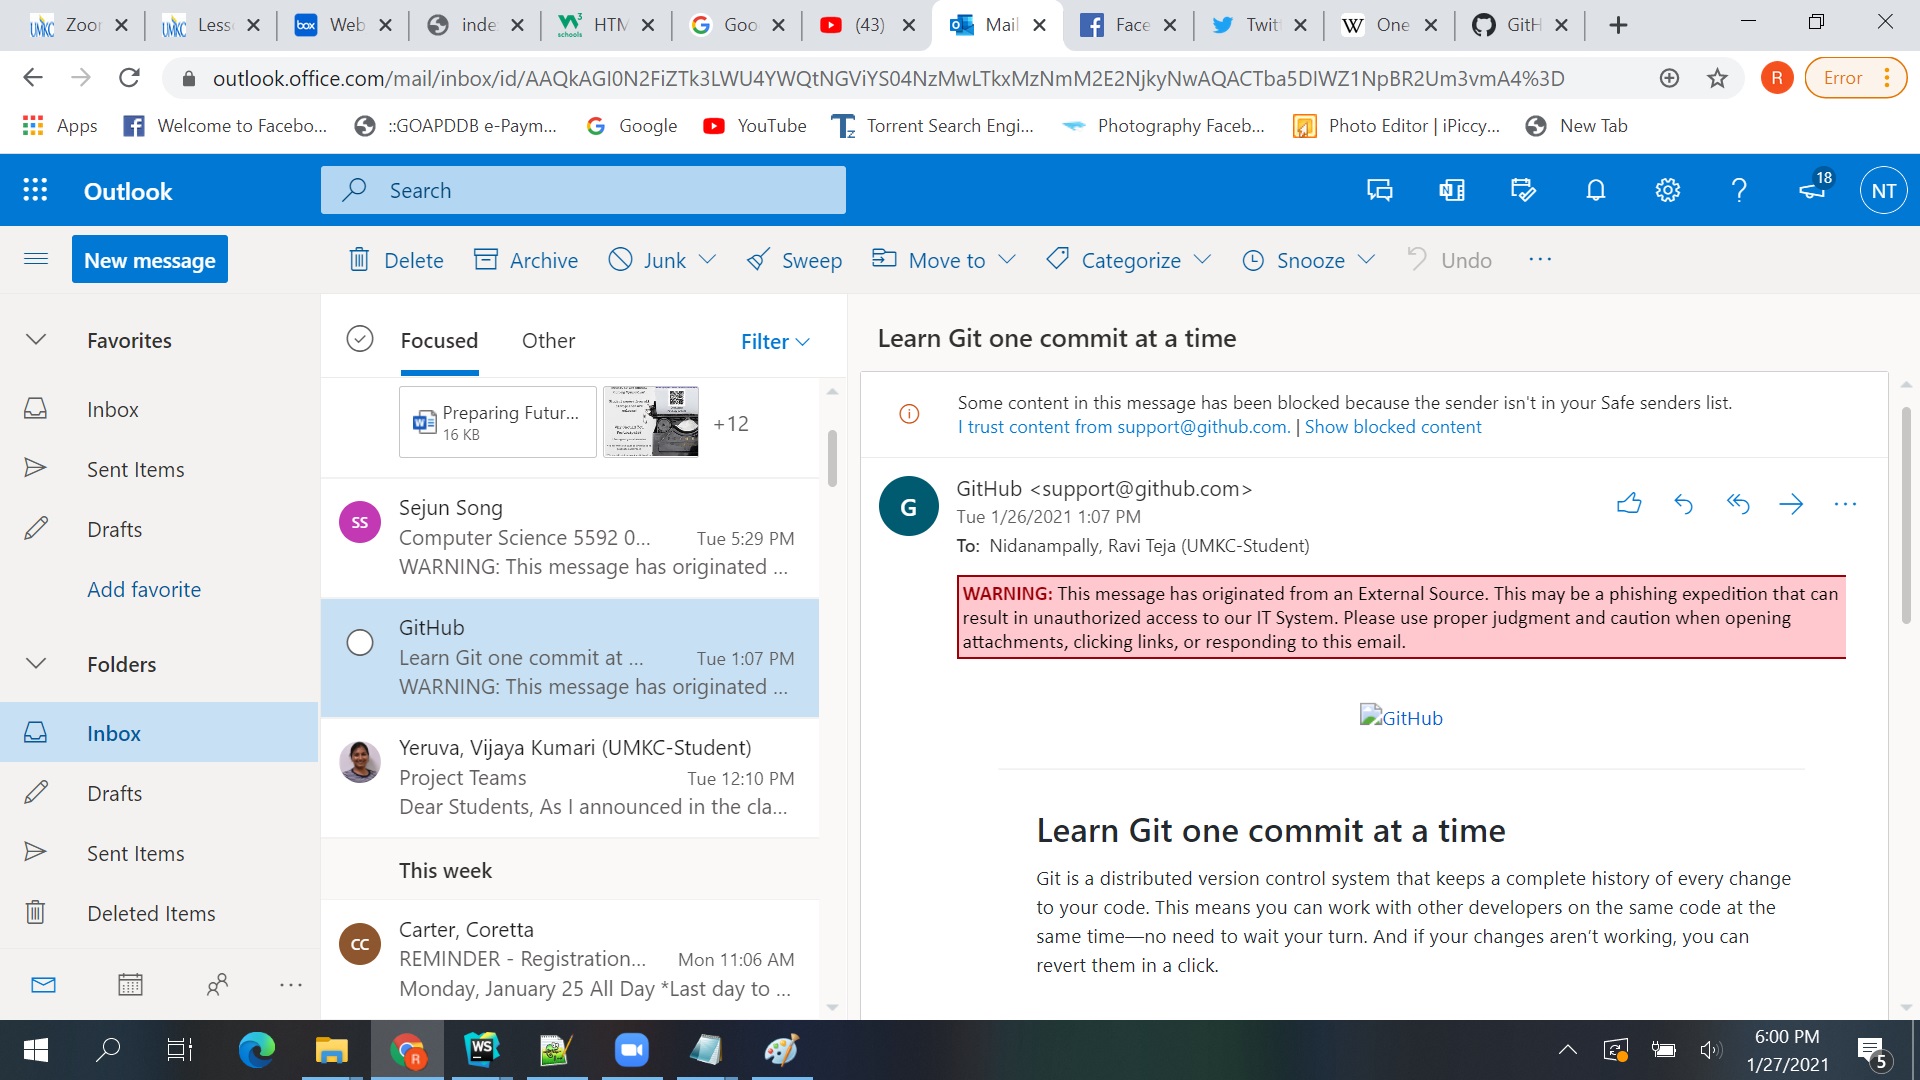 Zoor Lesso Web inde HTM Goo (43) Mail Face Twit One GitH
outlook.office.com/mail/inbox/id/AAQkAGI0N2FiZTk3LWU4YWQtNGViYS04NzMwLTkxMzNmM2E2NjkyNwAQACTba5DIWZ1NpBR2Um3vmA4%3D
R Error
Apps Welcome to Facebo... ::GOAPDDB e-Paym... Google YouTube Torrent Search Engi... Photography Faceb... Photo Editor | iPiccy... New Tab
Outlook Search 18 NT
New message Delete Archive Junk Sweep Move to Categorize Snooze Undo
Favorites
Inbox
Sent Items
Drafts
Add favorite
Folders
Inbox
Drafts
Sent Items
Deleted Items
Focused Other Filter
Preparing Futur...
16 KB
+12
SS
Sejun Song
Computer Science 5592 0... Tue 5:29 PM
WARNING: This message has originated ...
GitHub
Learn Git one commit at ... Tue 1:07 PM
WARNING: This message has originated ...
Yeruva, Vijaya Kumari (UMKC-Student)
Project Teams Tue 12:10 PM
Dear Students, As I announced in the cla...
This week
CC
Carter, Coretta
REMINDER - Registration... Mon 11:06 AM
Monday, January 25 All Day *Last day to ...
Learn Git one commit at a time
Some content in this message has been blocked because the sender isn't in your Safe senders list.
I trust content from support@github.com. | Show blocked content
G
GitHub <support@github.com>
Tue 1/26/2021 1:07 PM
To: Nidanampally, Ravi Teja (UMKC-Student)
WARNING: This message has originated from an External Source. This may be a phishing expedition that can
result in unauthorized access to our IT System. Please use proper judgment and caution when opening
attachments, clicking links, or responding to this email.
GitHub
Learn Git one commit at a time
Git is a distributed version control system that keeps a complete history of every change
to your code. This means you can work with other developers on the same code at the
same time—no need to wait your turn. And if your changes aren't working, you can
revert them in a click.
6:00 PM
1/27/2021
5